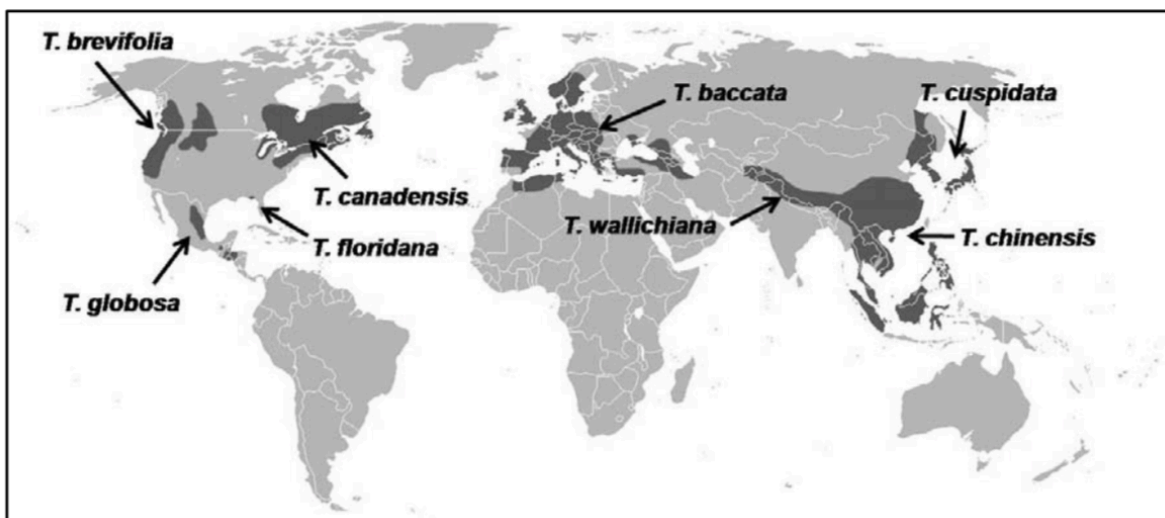 T. brevifolia
T. baccata
T. cuspidata
T. canadensis
T. wallichiana
T. floridana
T. chinensis
T. globosa